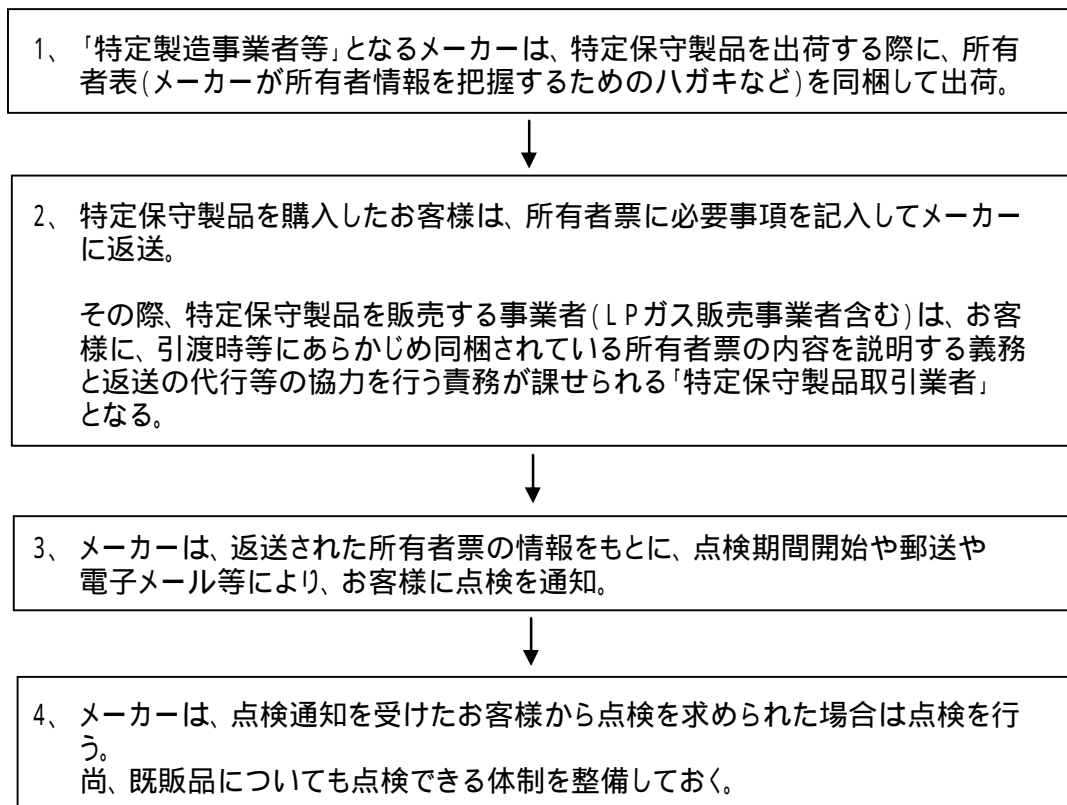 1、「特定製造事業者等」となるメーカーは、特定保守製品を出荷する際に、所有
者表(メーカーが所有者情報を把握するためのハガキなど)を同梱して出荷。
2、 特定保守製品を購入したお客様は、所有者票に必要事項を記入してメーカー
に返送。
その際、特定保守製品を販売する事業者(LPガス販売事業者含む)は、お客
様に、引渡時等にあらかじめ同梱されている所有者票の内容を説明する義務
と返送の代行等の協力を行う責務が課せられる「特定保守製品取引業者」
となる。
3、 メーカーは、返送された所有者票の情報をもとに、点検期間開始や郵送や
電子メール等により、お客様に点検を通知。
4、 メーカーは、点検通知を受けたお客様から点検を求められた場合は点検を行
う。
尚、既販品についても点検できる体制を整備しておく。